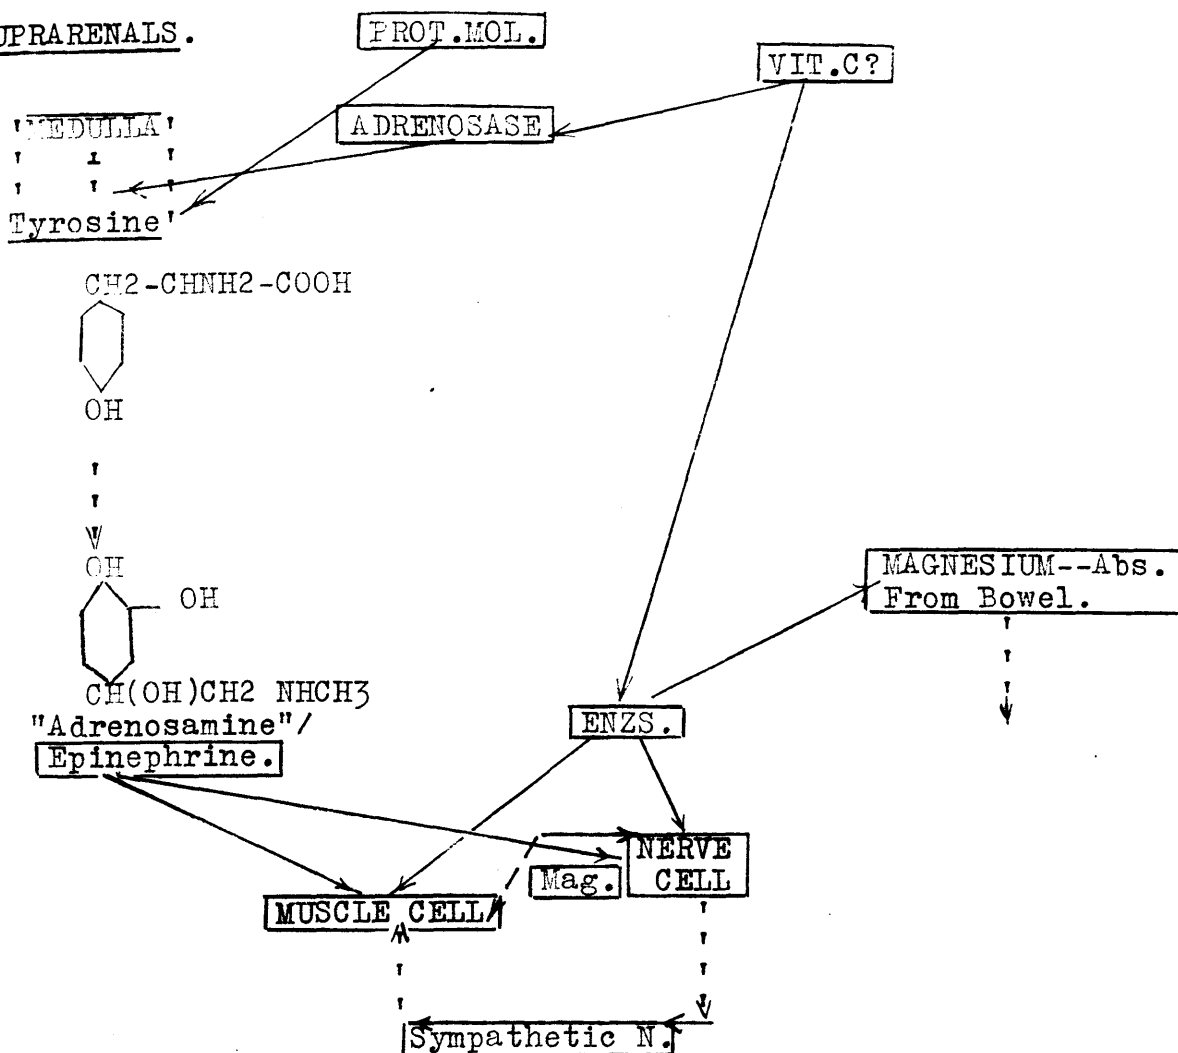 UPRARENALS.
PROT.MOL.
VIT.C?
MEDULLA
ADRENOSASE
Tyrosine
CH2-CHNH2-COOH
OH
OH
OH
CH(OH)CH2 NHCH3
"Adrenosamine"/
Epinephrine.
MAGNESIUM--Abs.
From Bowel.
ENZS.
NERVE
CELL
Mag.
MUSCLE CELL
Sympathetic N.